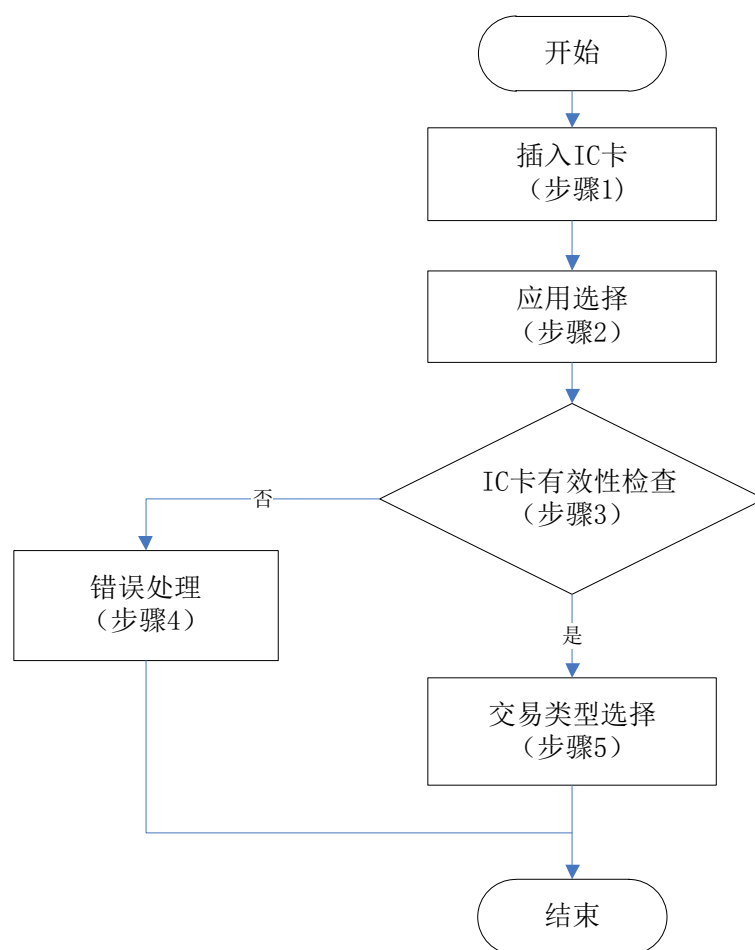 开始
插入IC卡
（步骤1)
应用选择
（步骤2）
IC卡有效性检查
（步骤3）
否
错误处理
（步骤4）
是
交易类型选择
（步骤5）
结束